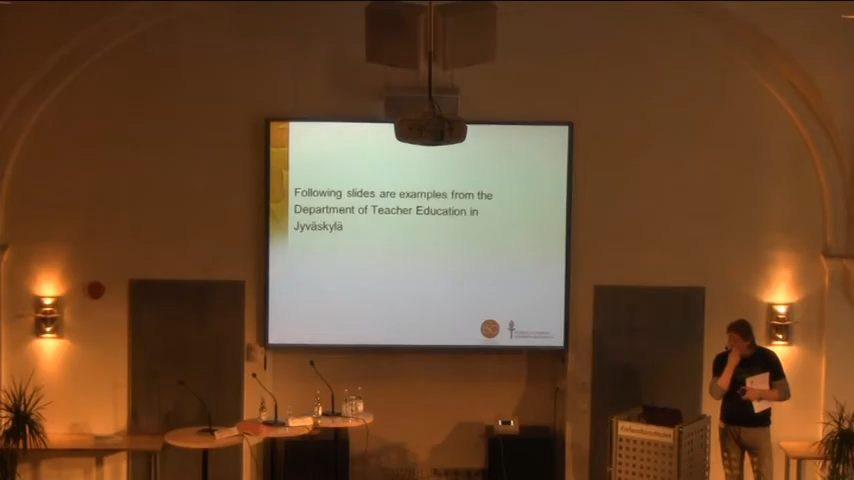 Following slides are examples from the
Department of Teacher Education in
Jyväskylä